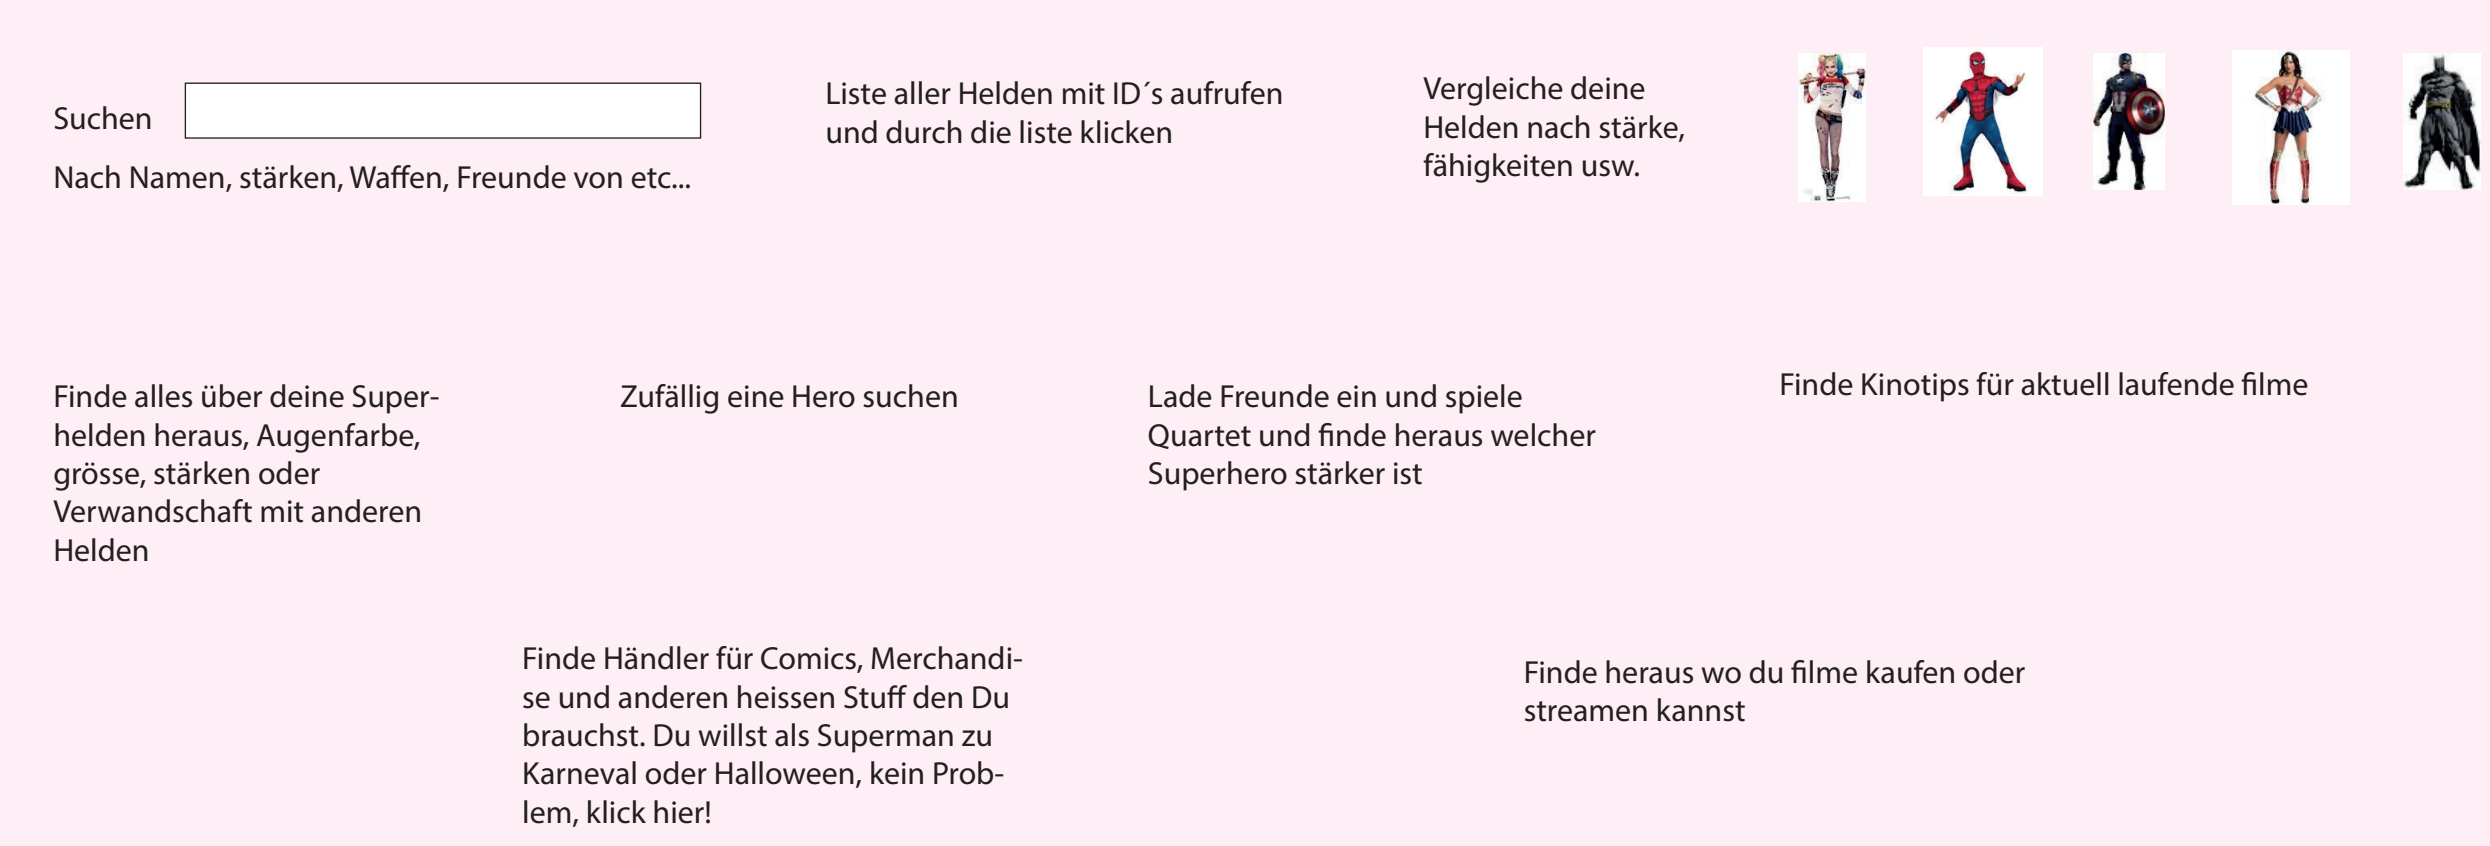 Suchen
Nach Namen, stärken, Waffen, Freunde von etc...
Liste aller Helden mit ID´s aufrufen
und durch die liste klicken
Vergleiche deine
Helden nach stärke,
fähigkeiten usw.
Finde alles über deine Super-
helden heraus, Augenfarbe,
grösse, stärken oder
Verwandschaft mit anderen
Helden
Zufällig eine Hero suchen
Lade Freunde ein und spiele
Quartet und finde heraus welcher
Superhero stärker ist
Finde Kinotips für aktuell laufende filme
Finde Händler für Comics, Merchandi-
se und anderen heissen Stuff den Du
brauchst. Du willst als Superman zu
Karneval oder Halloween, kein Prob-
lem, klick hier!
Finde heraus wo du filme kaufen oder
streamen kannst